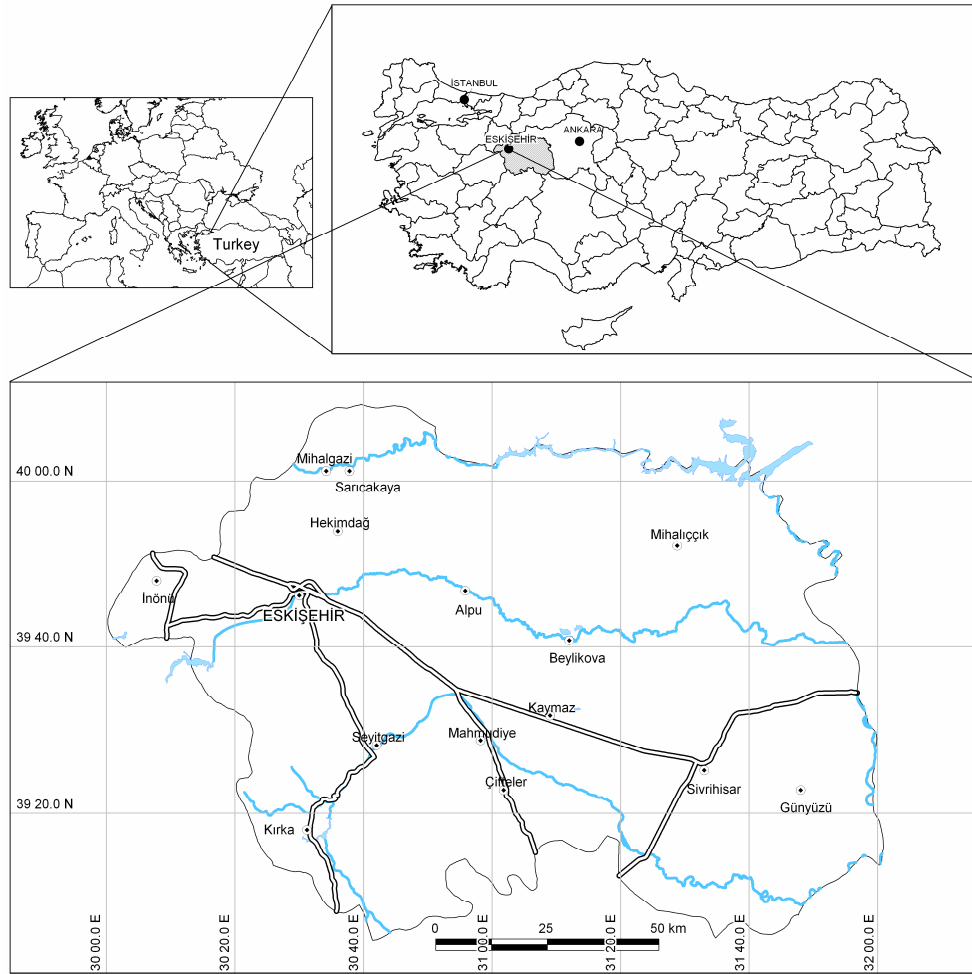 İSTANBUL
ANKARA
ESKİŞEHİR
Turkey
40 00.0 N
Mihalgazi
Sarıcakaya
Hekimdağ
Mihalıççık
İnönü
ESKİŞEHİR
Alpu
39 40.0 N
Beylikova
Kaymaz
Seyitgazi
Mahmudiye
Sivrihisar
Çifteler
Günyüzü
39 20.0 N
Kırka
0 25 50 km
30 00.0 E
30 20.0 E
30 40.0 E
31 00.0 E
31 20.0 E
31 40.0 E
32 00.0 E